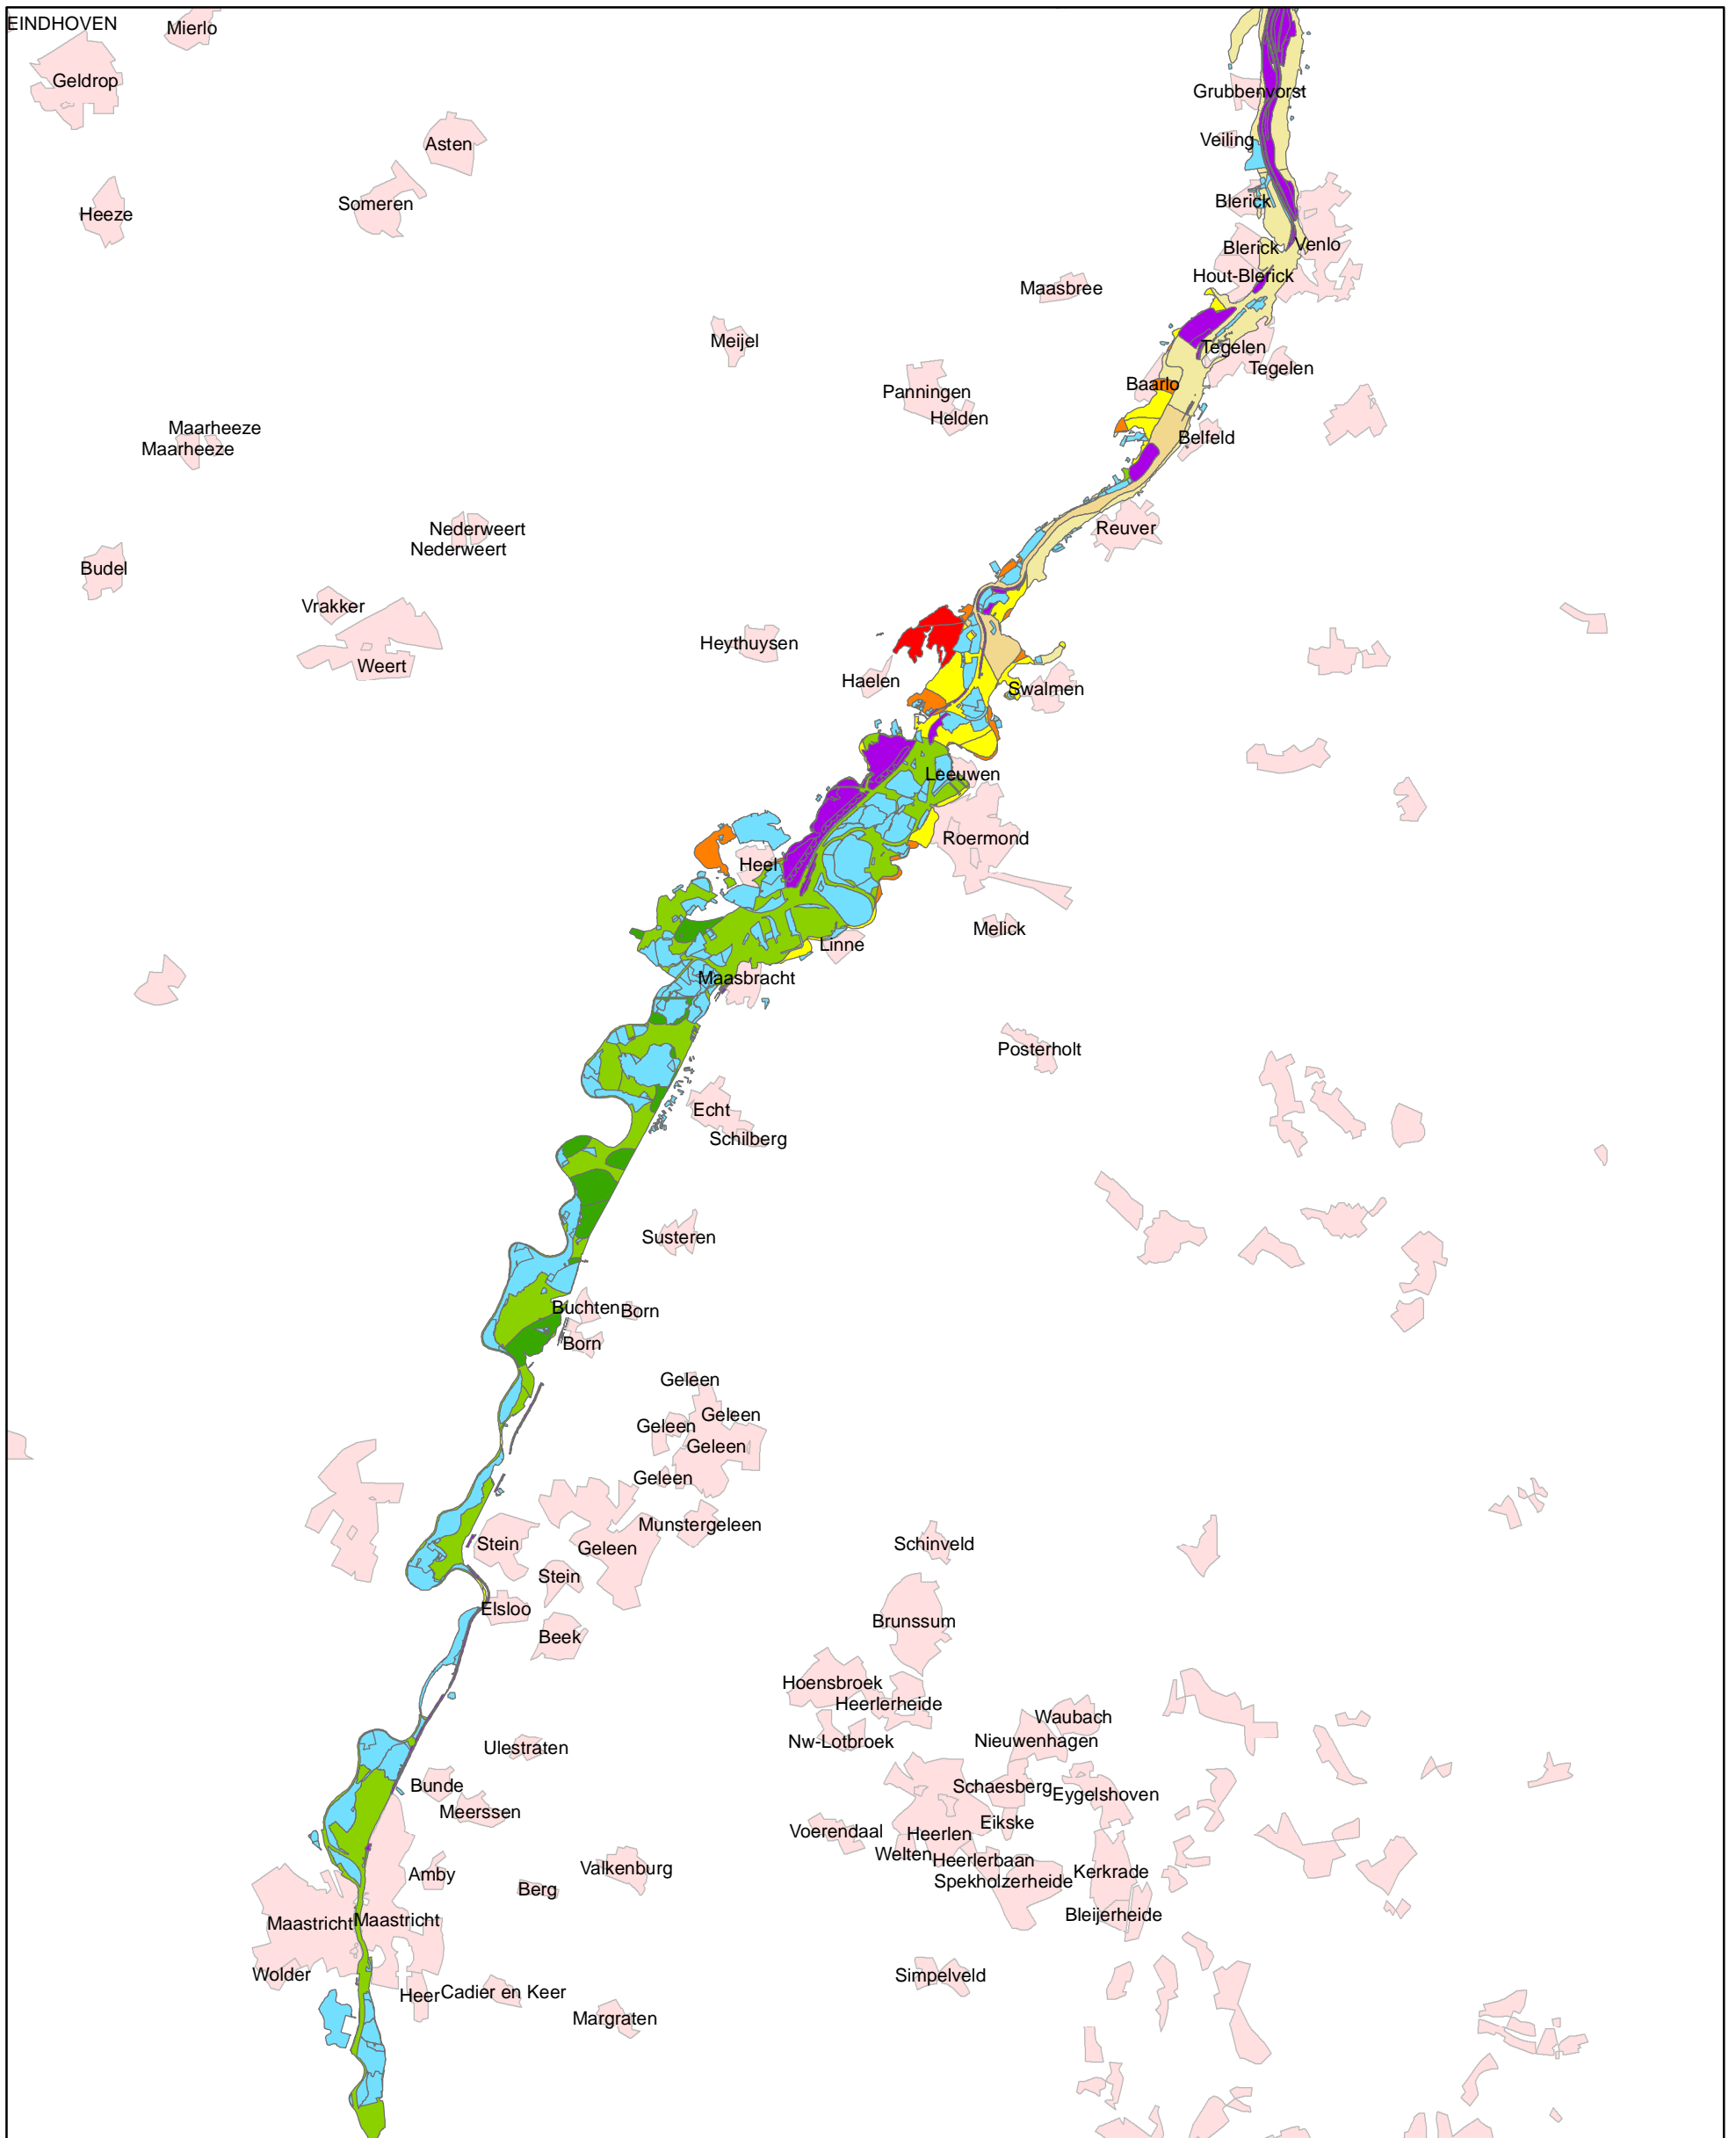 EINDHOVEN
Mierlo
Geldrop
Grubbenvorst
Veiling
Asten
Blerick
Someren
Heeze
Venlo
Blerick
Hout-Blerick
Maasbree
Meijel
Tegelen
Tegelen
Baarlo
Panningen
Helden
Maarheeze
Belfeld
Maarheeze
Nederweert
Reuver
Nederweert
Budel
Vrakker
Heythuysen
Weert
Haelen
Swalmen
Leeuwen
Roermond
Heel
Melick
Linne
Maasbracht
Posterholt
Echt
Schilberg
Susteren
Buchten
Born
Born
Geleen
Geleen
Geleen
Geleen
Geleen
Munstergeleen
Stein
Geleen
Schinveld
Stein
Elsloo
Brunssum
Beek
Hoensbroek
Heerlerheide
Waubach
Nw-Lotbroek
Nieuwenhagen
Ulestraten
Bunde
Schaesberg
Eygelshoven
Meerssen
Eikske
Voerendaal
Heerlen
Welten
Heerlerbaan
Valkenburg
Amby
Kerkrade
Spekholzerheide
Berg
Bleijerheide
Maastricht
Maastricht
Wolder
Simpelveld
Heer
Cadier en Keer
Margraten